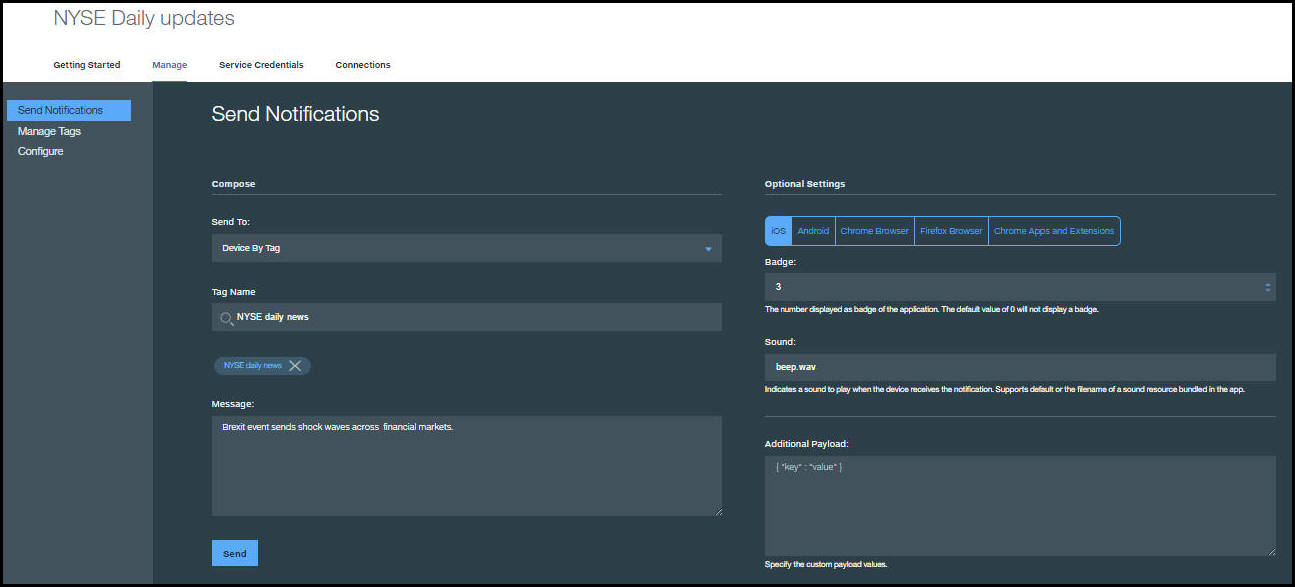 NYSE Daily updates
Getting Started Manage Service Credentials Connections
Send Notifications
Manage Tags
Configure
Send Notifications
Compose
Send To:
Device By Tag
Tag Name
NYSE daily news
NYSE daily news
Message:
Brexit event sends shock waves across financial markets.
Send
Optional Settings
iOS Android Chrome Browser Firefox Browser Chrome Apps and Extensions
Badge:
3
The number displayed as badge of the application. The default value of 0 will not display a badge.
Sound:
beep.wav
Indicates a sound to play when the device receives the notification. Supports default or the filename of a sound resource bundled in the app.
Additional Payload:
{ "key" : "value" }
Specify the custom payload values.